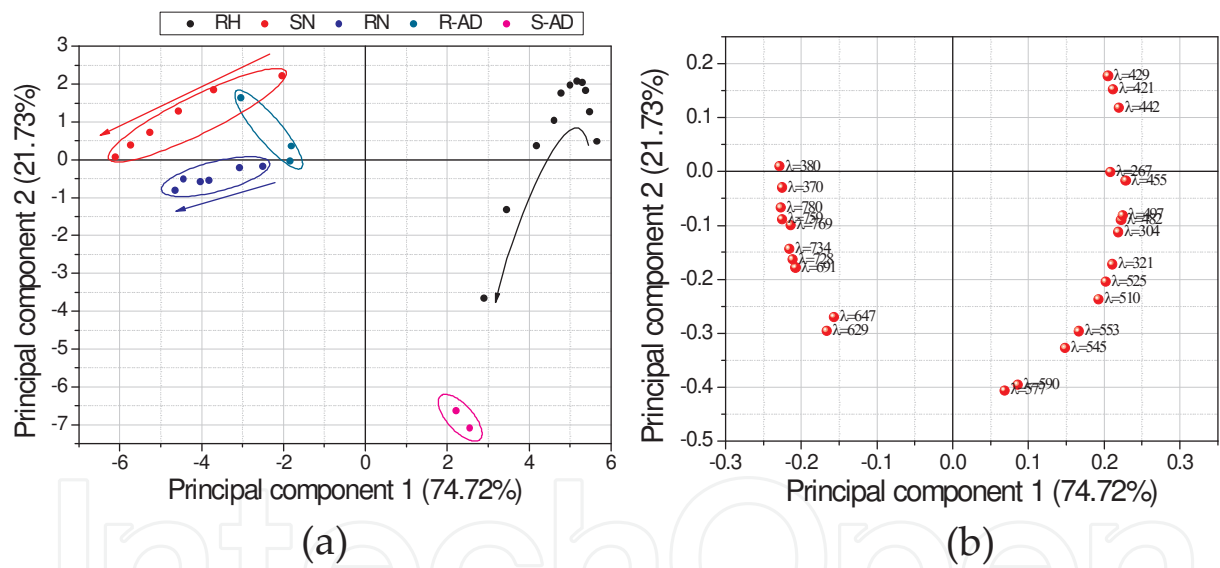 RH SN RN R-AD S-AD
3
2
1
0
-1
-2
-3
-4
-5
-6
-7
-6 -4 -2 0 2 4 6
Principal component 2 (21.73%)
Principal component 1 (74.72%)
(a)
0.2
0.1
0.0
-0.1
-0.2
-0.3
-0.4
-0.5
-0.3 -0.2 -0.1 0.0 0.1 0.2 0.3
Principal component 2 (21.73%)
Principal component 1 (74.72%)
λ=429
λ=421
λ=442
λ=380
λ=267
λ=455
λ=370
λ=780
λ=759
λ=769
λ=497
λ=482
λ=304
λ=734
λ=728
λ=691
λ=321
λ=525
λ=510
λ=647
λ=629
λ=553
λ=545
λ=590
λ=577
(b)
IntechOpen